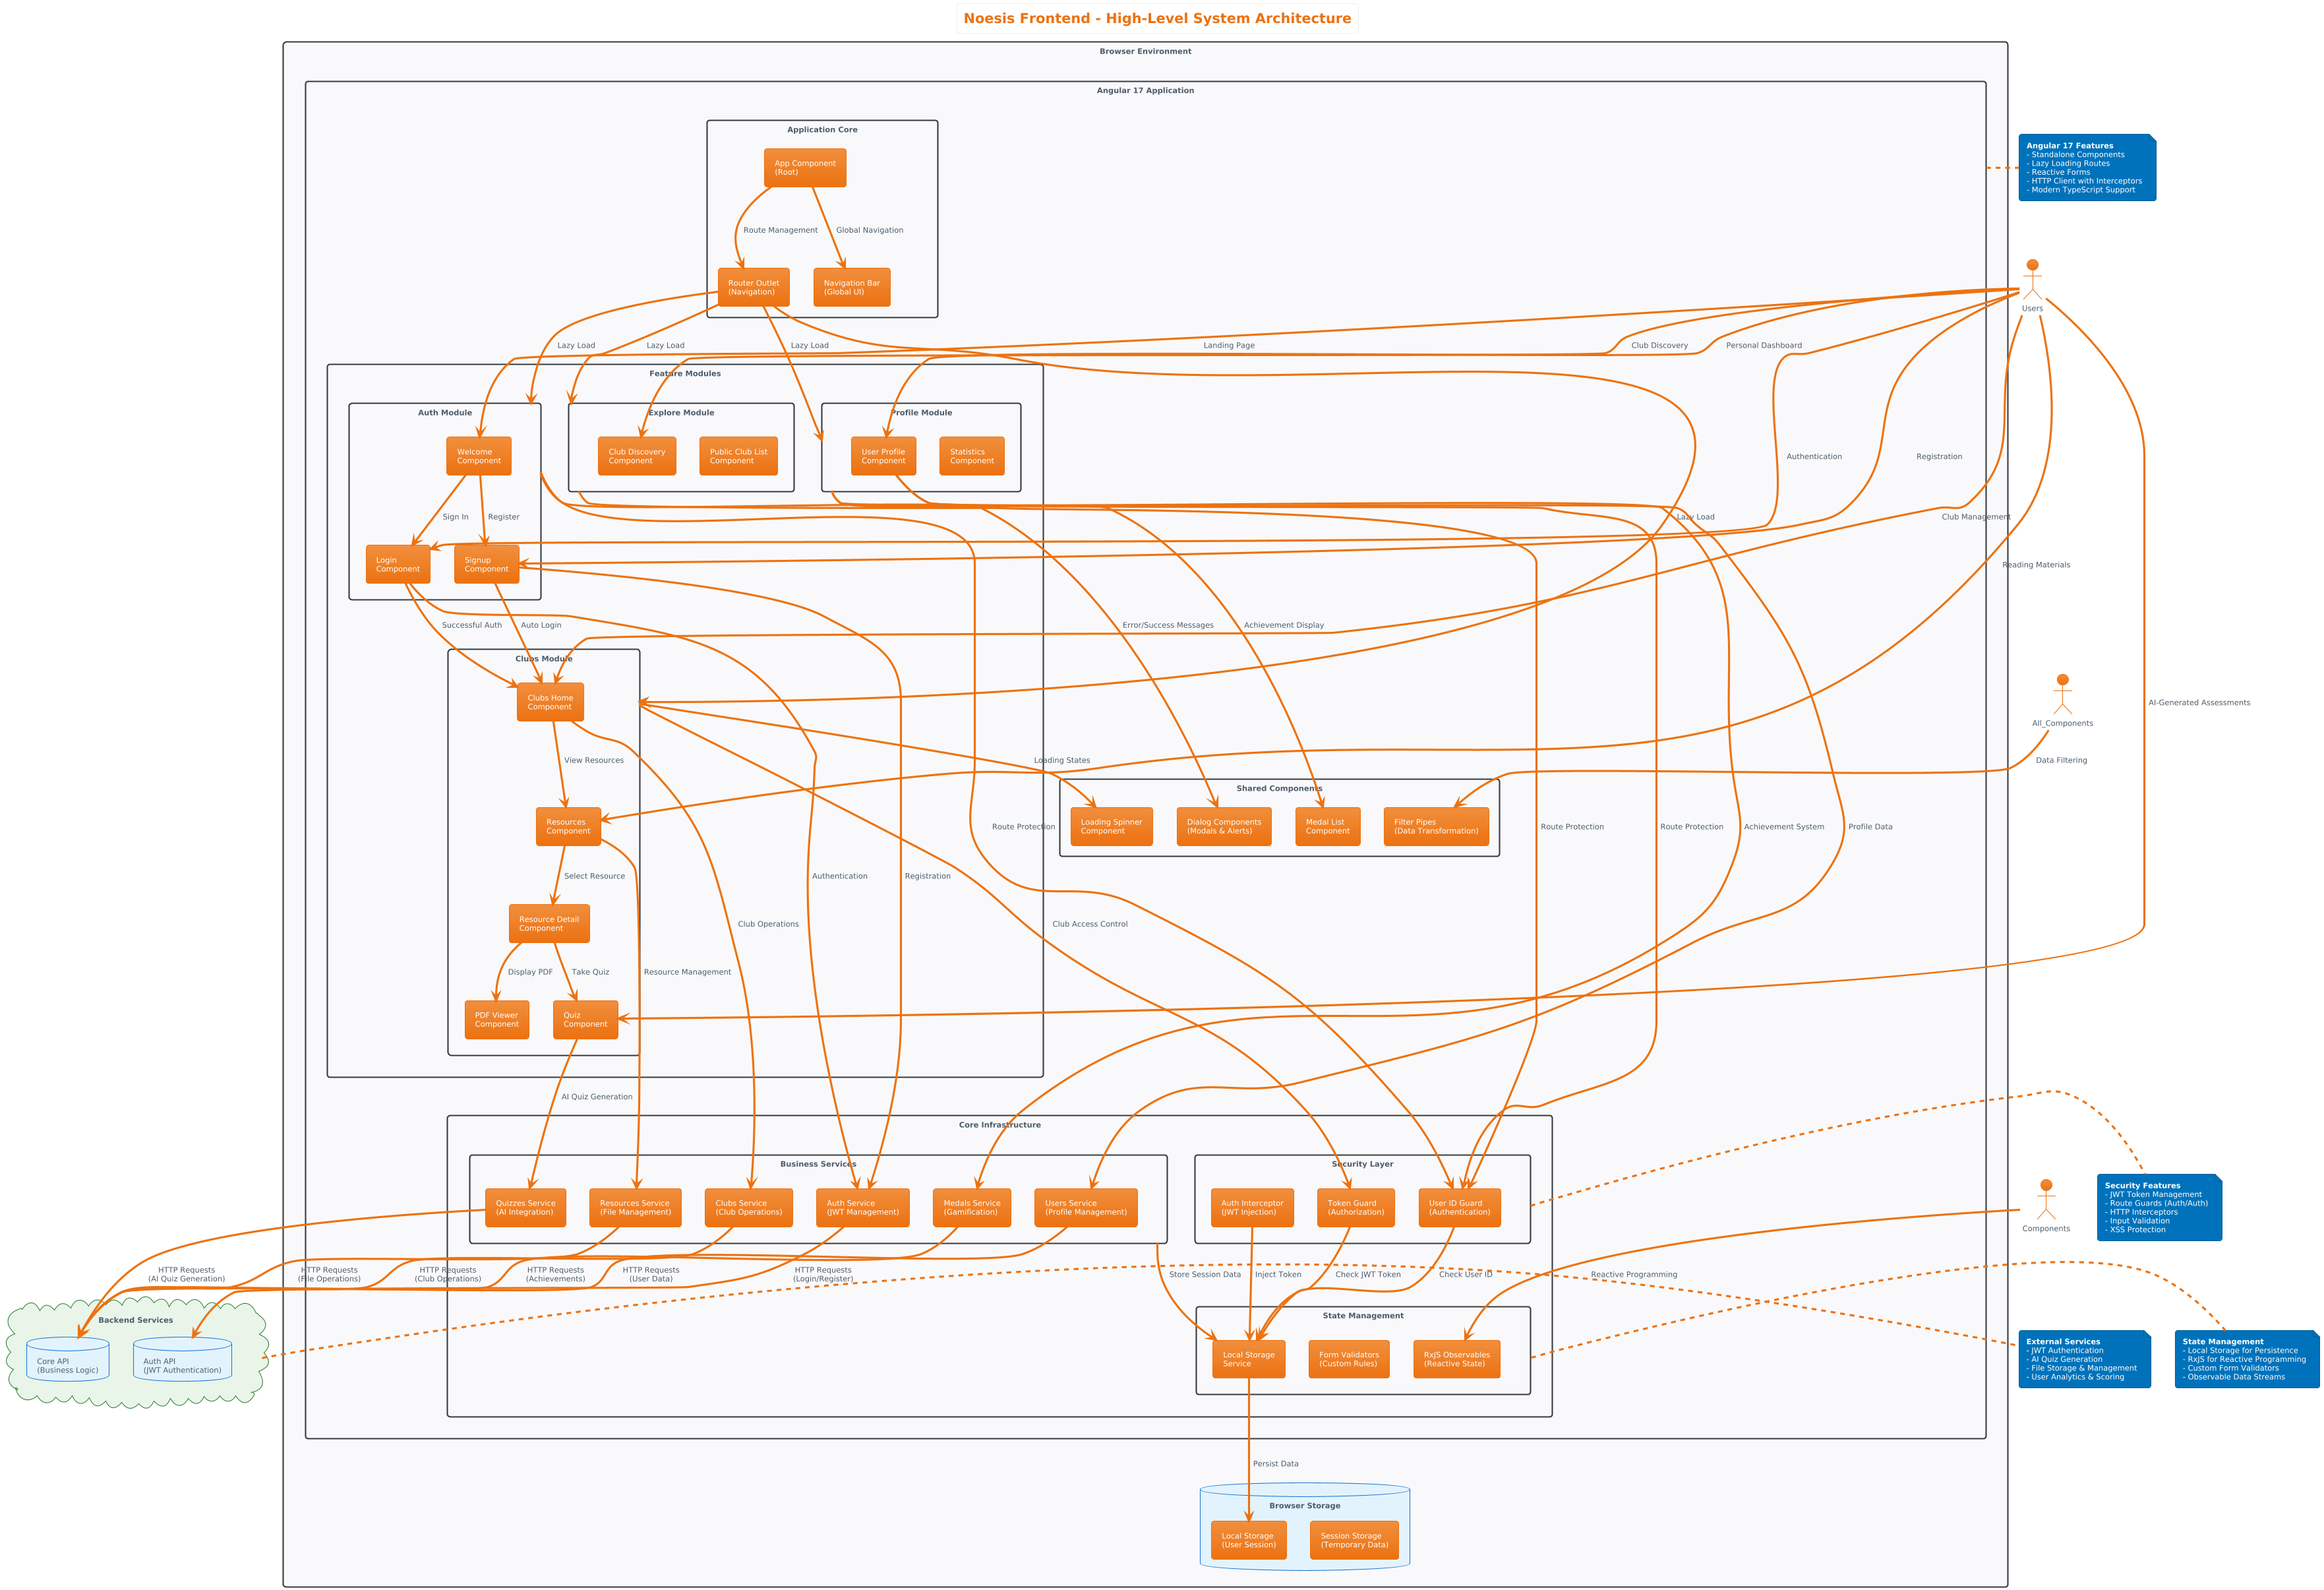 Noesis Frontend - High-Level System Architecture
Browser Environment
Angular 17 Application
Application Core
App Component
(Root)
Route Management
Global Navigation
Router Outlet
(Navigation)
Navigation Bar
(Global UI)
Angular 17 Features
- Standalone Components
- Lazy Loading Routes
- Reactive Forms
- HTTP Client with Interceptors
- Modern TypeScript Support
Users
Lazy Load
Lazy Load
Lazy Load
Landing Page
Club Discovery
Personal Dashboard
Feature Modules
Auth Module
Explore Module
Profile Module
Welcome
Component
Club Discovery
Component
Public Club List
Component
User Profile
Component
Statistics
Component
Authentication
Registration
Sign In
Register
Lazy Load
Club Management
Login
Component
Signup
Component
Reading Materials
Successful Auth
Auto Login
Error/Success Messages
Achievement Display
Clubs Module
Clubs Home
Component
All_Components
AI-Generated Assessments
View Resources
Loading States
Data Filtering
Shared Components
Resources
Component
Loading Spinner
Component
Dialog Components
(Modals & Alerts)
Medal List
Component
Filter Pipes
(Data Transformation)
Route Protection
Route Protection
Route Protection
Achievement System
Profile Data
Select Resource
Authentication
Registration
Resource Detail
Component
Club Operations
Club Access Control
Display PDF
Take Quiz
Resource Management
PDF Viewer
Component
Quiz
Component
AI Quiz Generation
Core Infrastructure
Business Services
Security Layer
Quizzes Service
(AI Integration)
Resources Service
(File Management)
Clubs Service
(Club Operations)
Auth Service
(JWT Management)
Medals Service
(Gamification)
Users Service
(Profile Management)
Auth Interceptor
(JWT Injection)
Token Guard
(Authorization)
User ID Guard
(Authentication)
Components
Security Features
- JWT Token Management
- Route Guards (Auth/Auth)
- HTTP Interceptors
- Input Validation
- XSS Protection
HTTP Requests
(AI Quiz Generation)
HTTP Requests
(File Operations)
HTTP Requests
(Club Operations)
HTTP Requests
(Achievements)
HTTP Requests
(User Data)
HTTP Requests
(Login/Register)
Store Session Data
Inject Token
Check JWT Token
Check User ID
Reactive Programming
Backend Services
Core API
(Business Logic)
Auth API
(JWT Authentication)
State Management
Local Storage
Service
Form Validators
(Custom Rules)
RxJS Observables
(Reactive State)
External Services
- JWT Authentication
- AI Quiz Generation
- File Storage & Management
- User Analytics & Scoring
State Management
- Local Storage for Persistence
- RxJS for Reactive Programming
- Custom Form Validators
- Observable Data Streams
Persist Data
Browser Storage
Local Storage
(User Session)
Session Storage
(Temporary Data)